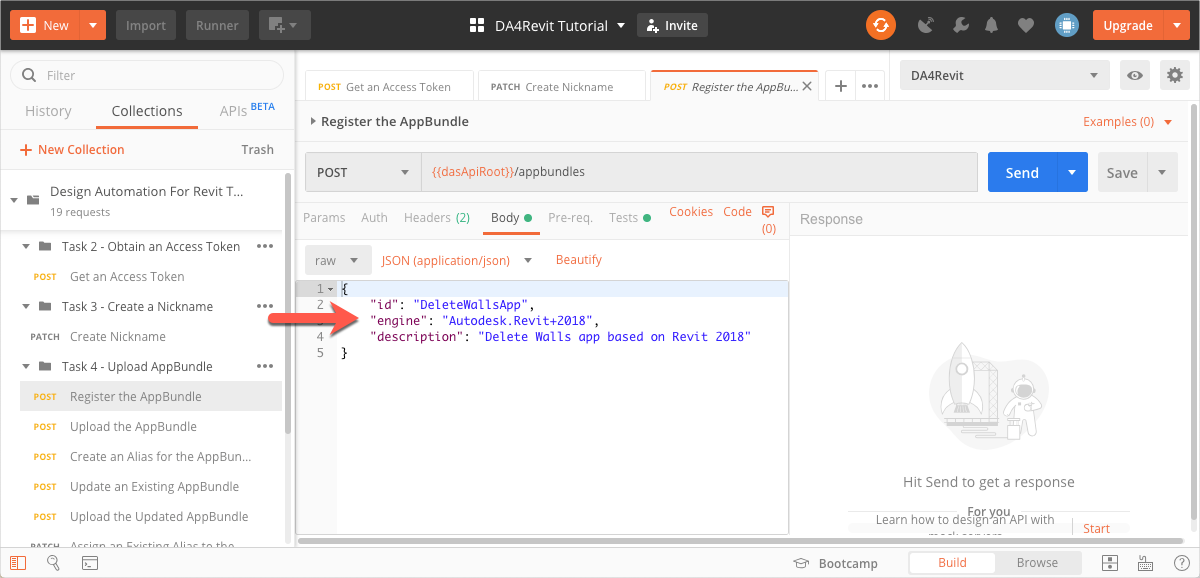 New
Import
Runner
DA4Revit Tutorial
Invite
Upgrade
Filter
History
Collections
APIs BETA
New Collection
Trash
Design Automation For Revit T...
19 requests
Task 2 - Obtain an Access Token
POST Get an Access Token
Task 3 - Create a Nickname
PATCH Create Nickname
Task 4 - Upload AppBundle
POST Register the AppBundle
POST Upload the AppBundle
POST Create an Alias for the AppBun...
POST Update an Existing AppBundle
POST Upload the Updated AppBundle
PATCH Assign an Existing Alias to the
POST Get an Access Token
PATCH Create Nickname
POST Register the AppBu...
DA4Revit
Register the AppBundle
Examples (0)
POST
{{dasApiRoot}}/appbundles
Send
Save
Params
Auth
Headers (2)
Body
Pre-req.
Tests
Cookies
Code
(0)
Response
raw
JSON (application/json)
Beautify
1 {
2 "id": "DeleteWallsApp",
3 "engine": "Autodesk.Revit+2018",
4 "description": "Delete Walls app based on Revit 2018"
5 }
Hit Send to get a response
For you
Learn how to design an API with
mock servers
Start
Bootcamp
Build
Browse